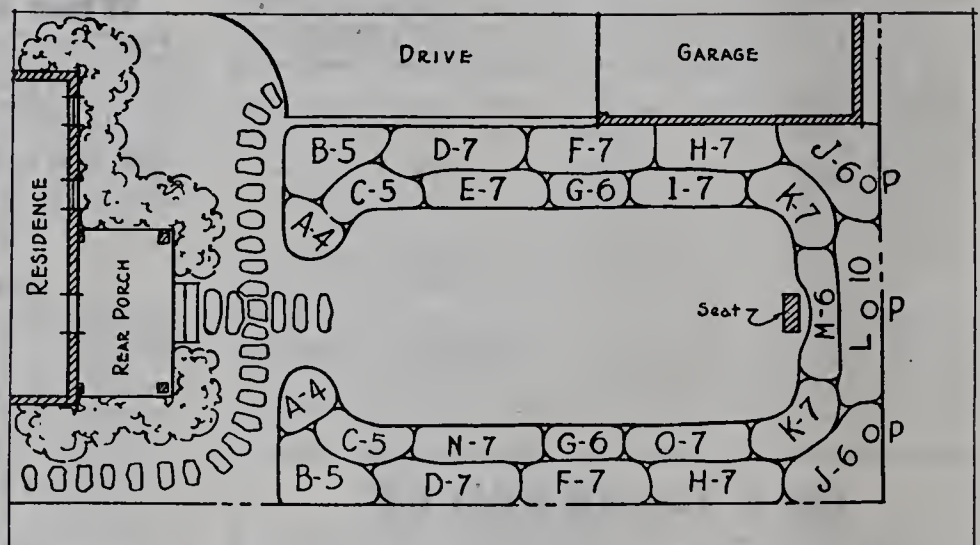 DRIVE
GARAGE
RESIDENCE
REAR PORCH
B-5
D-7
F-7
H-7
J-6
P
C-5
E-7
G-6
I-7
K-7
A-4
L 10
P
M-6
Seat
A-4
C-5
N-7
G-6
O-7
K-7
P
B-5
D-7
F-7
H-7
J-6